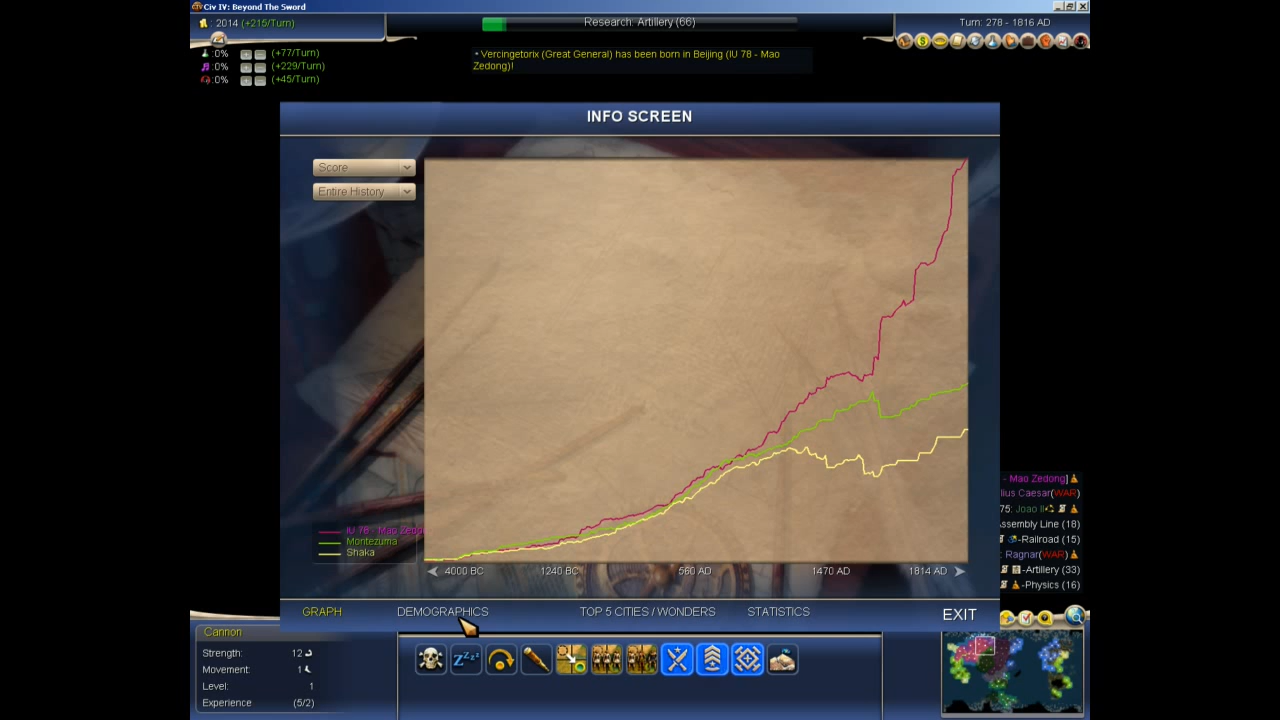 Civ IV: Beyond The Sword
: 2014 (+215/Turn)
Research: Artillery (66)
Turn: 278 - 1816 AD
:0% (+77/Turn)
:0% (+229/Turn)
:0% (+45/Turn)
• Vercingetorix (Great General) has been born in Beijing (IU 78 - Mao
Zedong)!
INFO SCREEN
Score
Entire History
IU 78 - Mao Zedo
Montezuma
Shaka
4000 BC 1240 BC 560 AD 1470 AD 1814 AD
- Mao Zedong]
lius Caesar(WAR)
75: Joao II
Assembly Line (18)
-Railroad (15)
: Ragnar(WAR)
-Artillery (33)
-Physics (16)
GRAPH DEMOGRAPHICS TOP 5 CITIES / WONDERS STATISTICS EXIT
Cannon
Strength: 12
Movement: 1
Level: 1
Experience (5/2)